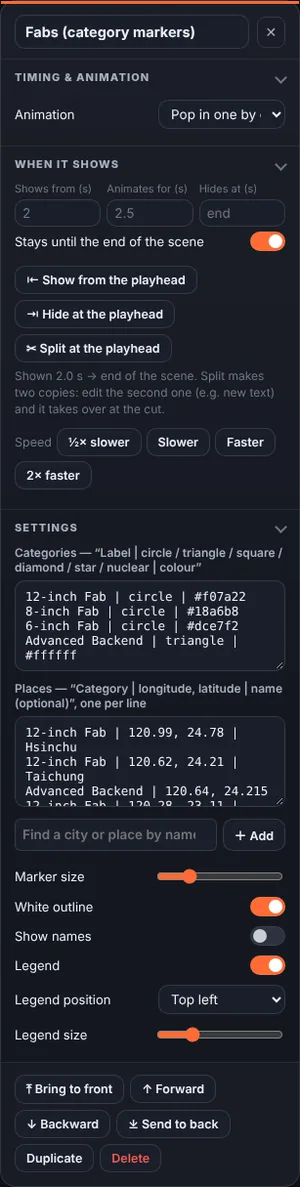 Fabs (category markers)
×
TIMING & ANIMATION
Animation
Pop in one by
WHEN IT SHOWS
Shows from (s) Animates for (s) Hides at (s)
2 2.5 end
Stays until the end of the scene
⇤ Show from the playhead
⇥ Hide at the playhead
✂ Split at the playhead
Shown 2.0 s → end of the scene. Split makes
two copies: edit the second one (e.g. new text)
and it takes over at the cut.
Speed ½× slower Slower Faster
2× faster
SETTINGS
Categories — “Label | circle / triangle / square /
diamond / star / nuclear | colour”
12-inch Fab | circle | #f07a22
8-inch Fab | circle | #18a6b8
6-inch Fab | circle | #dce7f2
Advanced Backend | triangle |
#ffffff
Places — “Category | longitude, latitude | name
(optional)”, one per line
12-inch Fab | 120.99, 24.78 |
Hsinchu
12-inch Fab | 120.62, 24.21 |
Taichung
Advanced Backend | 120.64, 24.215
12-inch Fab | 120.28, 23.11 |
Find a city or place by name
+ Add
Marker size
White outline
Show names
Legend
Legend position Top left
Legend size
⤒ Bring to front ↑ Forward
↓ Backward ⤓ Send to back
Duplicate Delete